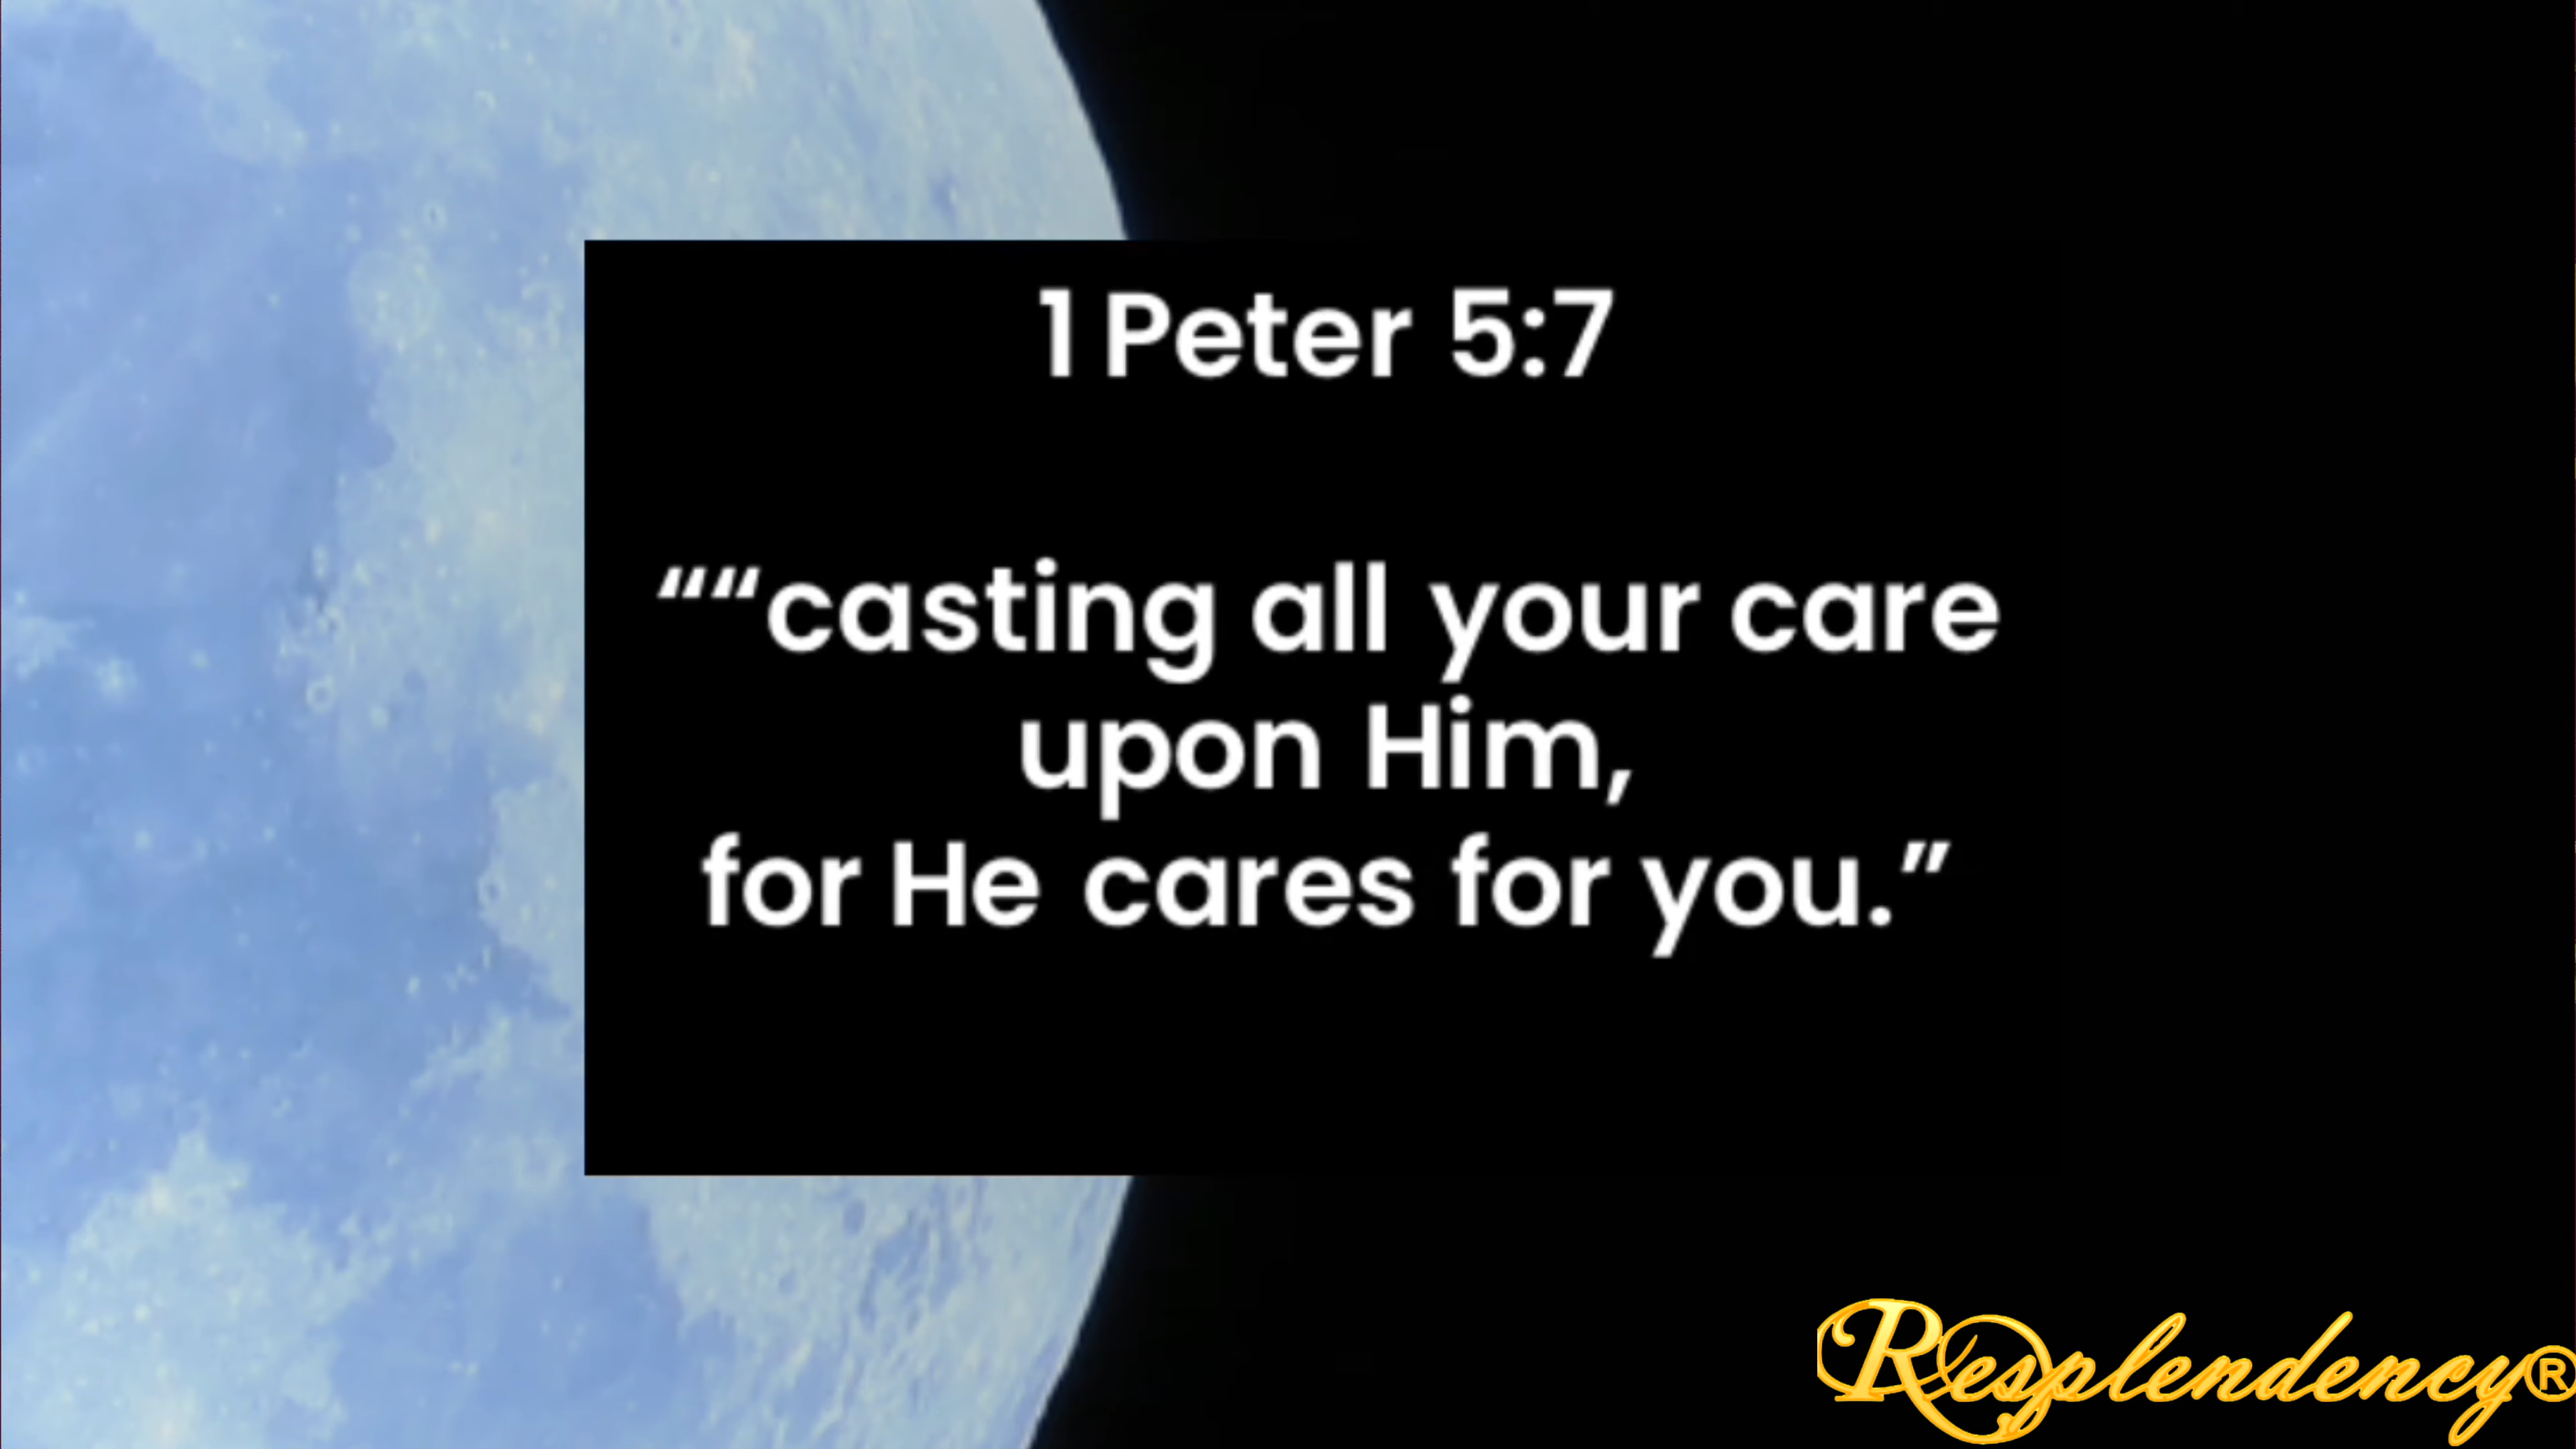 1 Peter 5:7
““casting all your care
upon Him,
for He cares for you.”
Resplendency®